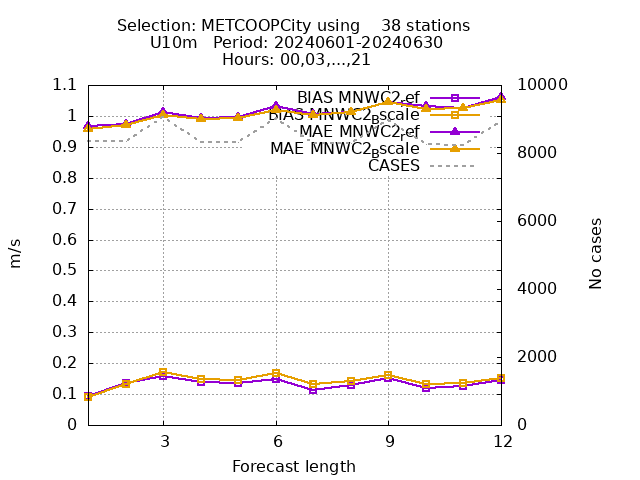 Selection: METCOOPCity using 38 stations
U10m Period: 20240601-20240630
Hours: 00,03,...,21
BIAS MNWC2_ref
BIAS MNWC2_Bscale
MAE MNWC2_ref
MAE MNWC2_Bscale
CASES
1.1
1
0.9
0.8
0.7
0.6
0.5
0.4
0.3
0.2
0.1
0
m/s
10000
8000
6000
4000
2000
0
No cases
3
6
9
12
Forecast length